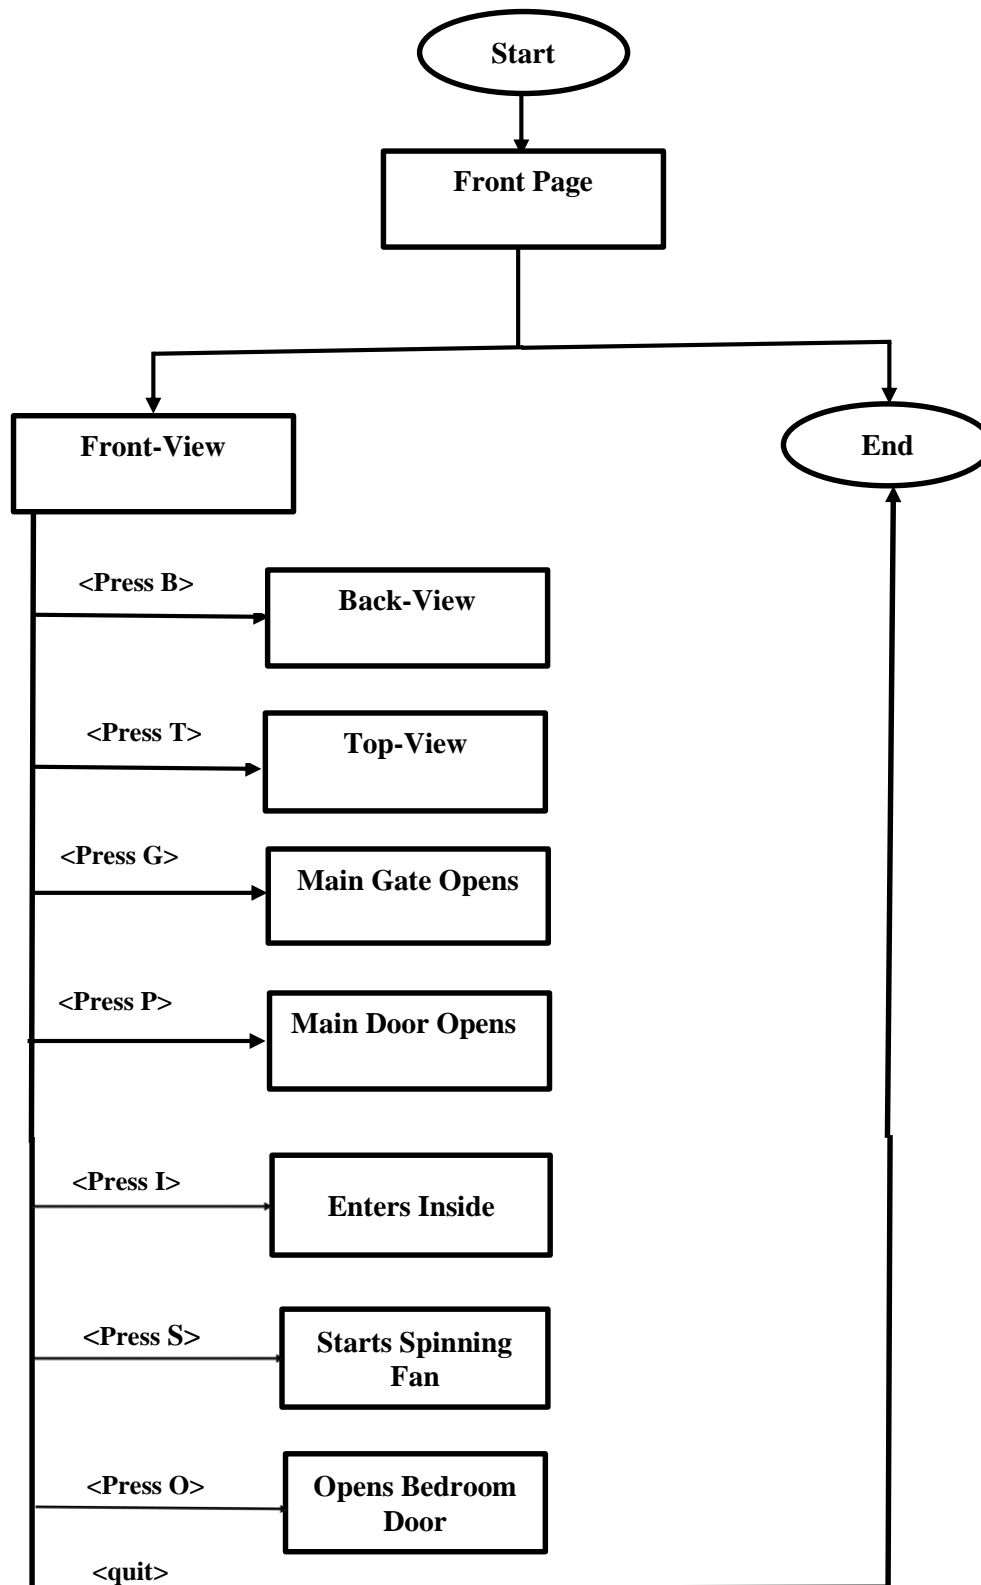 Start
Front Page
Front-View
End
<Press B>
Back-View
<Press T>
Top-View
<Press G>
Main Gate Opens
<Press P>
Main Door Opens
<Press I>
Enters Inside
<Press S>
Starts Spinning
Fan
<Press O>
Opens Bedroom
Door
<quit>